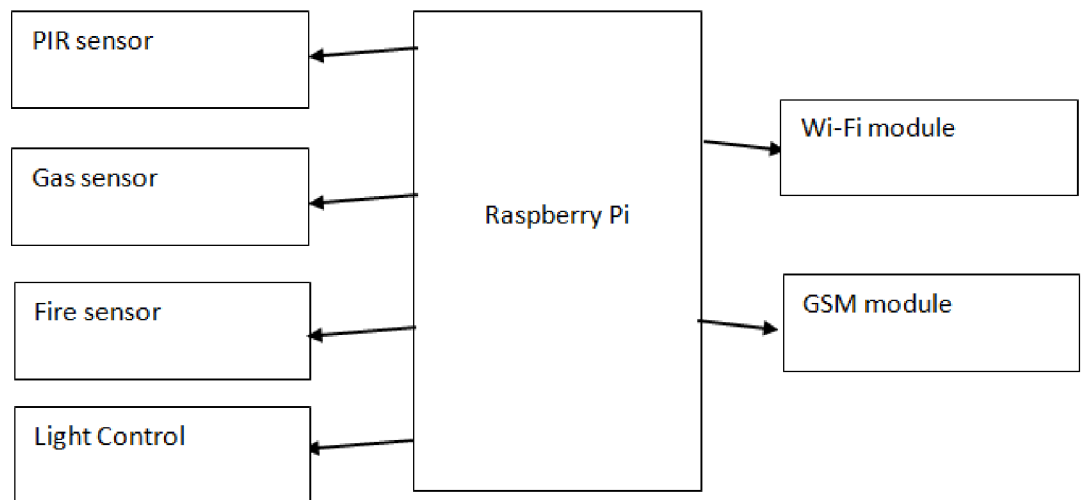 PIR sensor
Gas sensor
Fire sensor
Light Control
Raspberry Pi
Wi-Fi module
GSM module